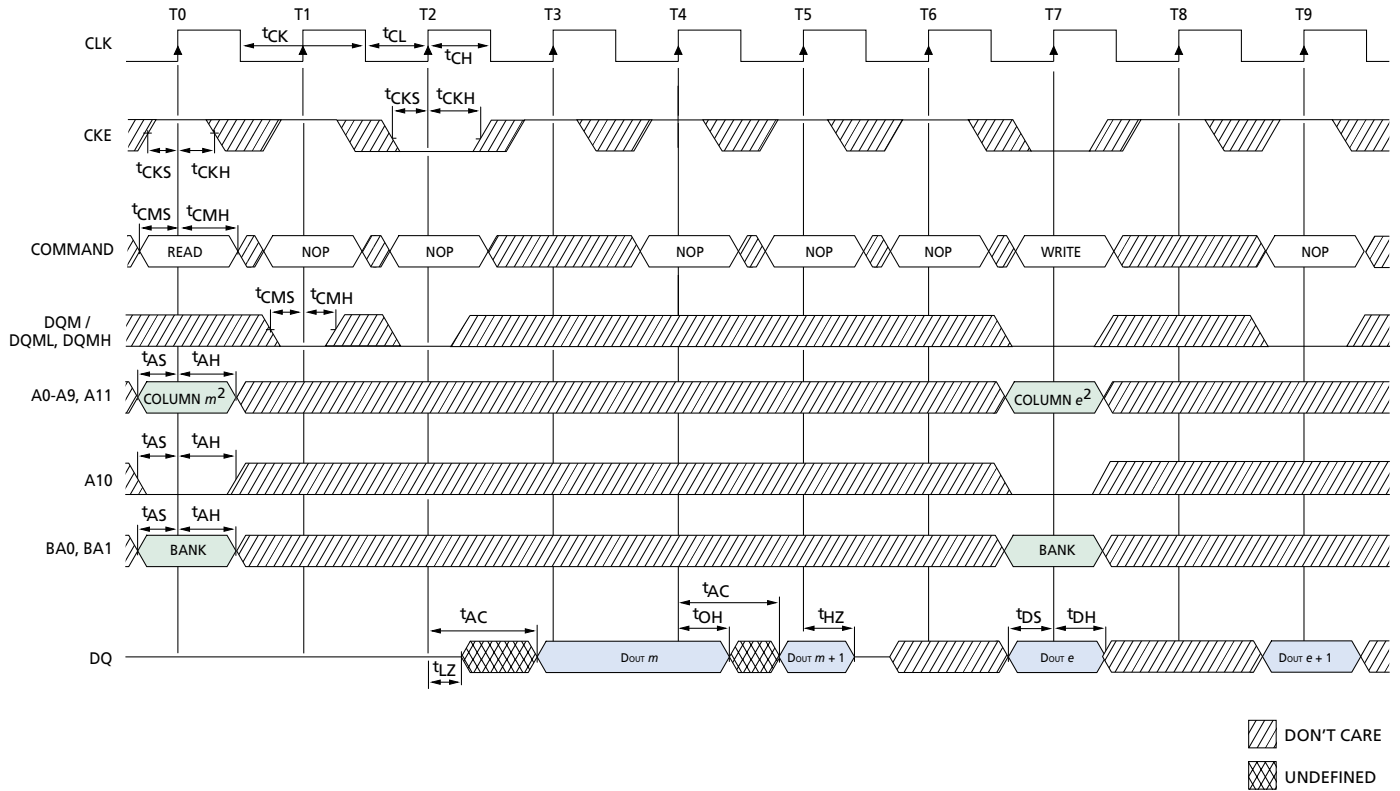 T0 T1 T2 T3 T4 T5 T6 T7 T8 T9
CLK
tCK tCL tCH
CKE
tCKS tCKH
tCKS tCKH
COMMAND
tCMS tCMH
READ NOP NOP NOP NOP NOP WRITE NOP
DQM /
DQML, DQMH
tCMS tCMH
A0-A9, A11
tAS tAH
COLUMN m2 COLUMN e2
A10
tAS tAH
BA0, BA1
tAS tAH
BANK BANK
DQ
tAC tLZ tAC tOH tHZ tDS tDH
DOUT m DOUT m + 1 DOUT e DOUT e + 1
DON'T CARE
UNDEFINED